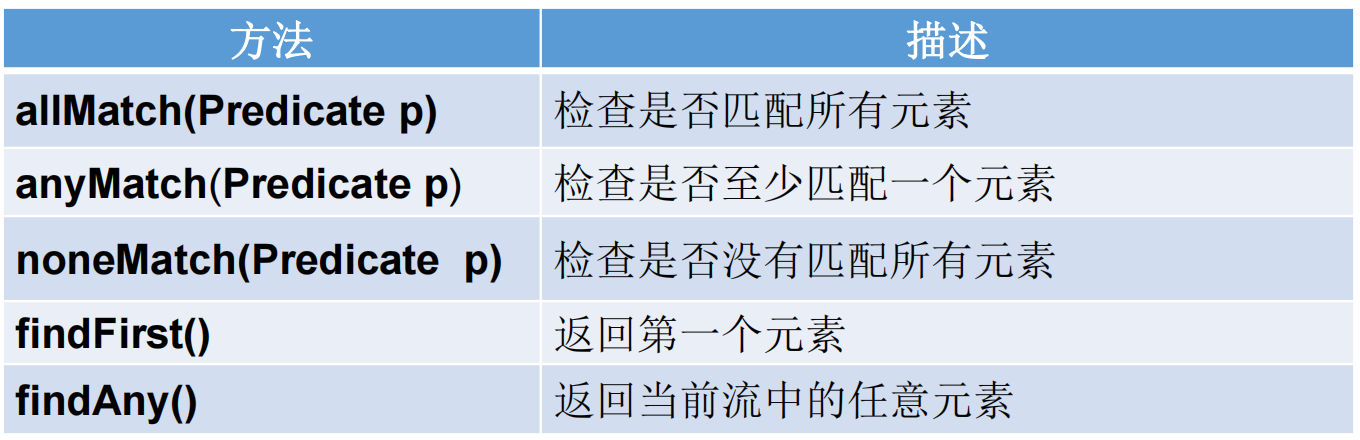 方法 描述
allMatch(Predicate p) 检查是否匹配所有元素
anyMatch(Predicate p) 检查是否至少匹配一个元素
noneMatch(Predicate  p) 检查是否没有匹配所有元素
findFirst() 返回第一个元素
findAny() 返回当前流中的任意元素